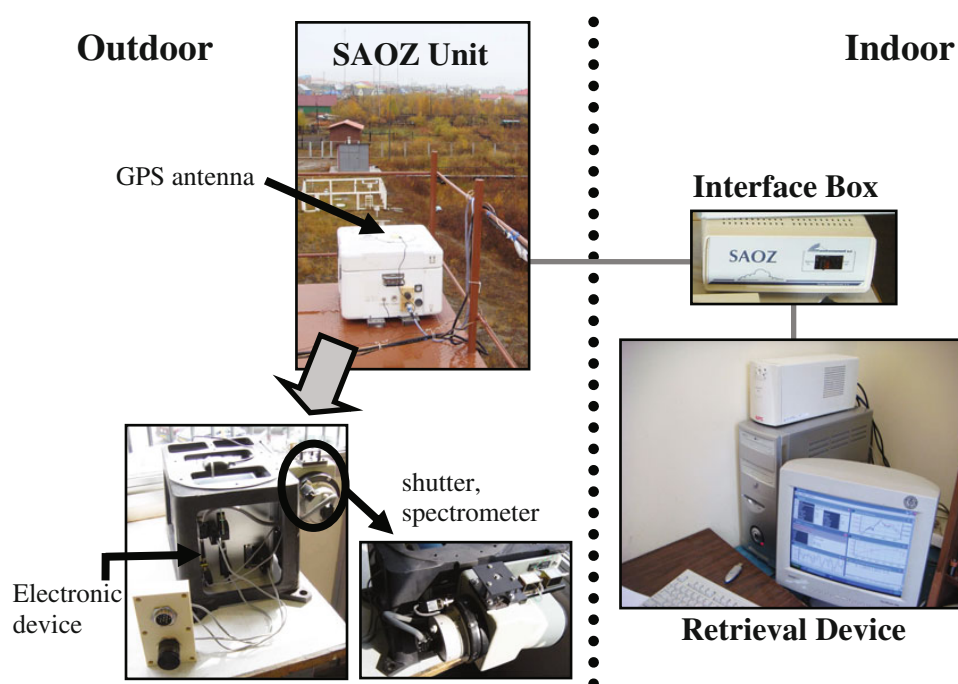 Outdoor
SAOZ Unit
Indoor
GPS antenna
Interface Box
SAOZ
shutter,
spectrometer
Electronic
device
Retrieval Device